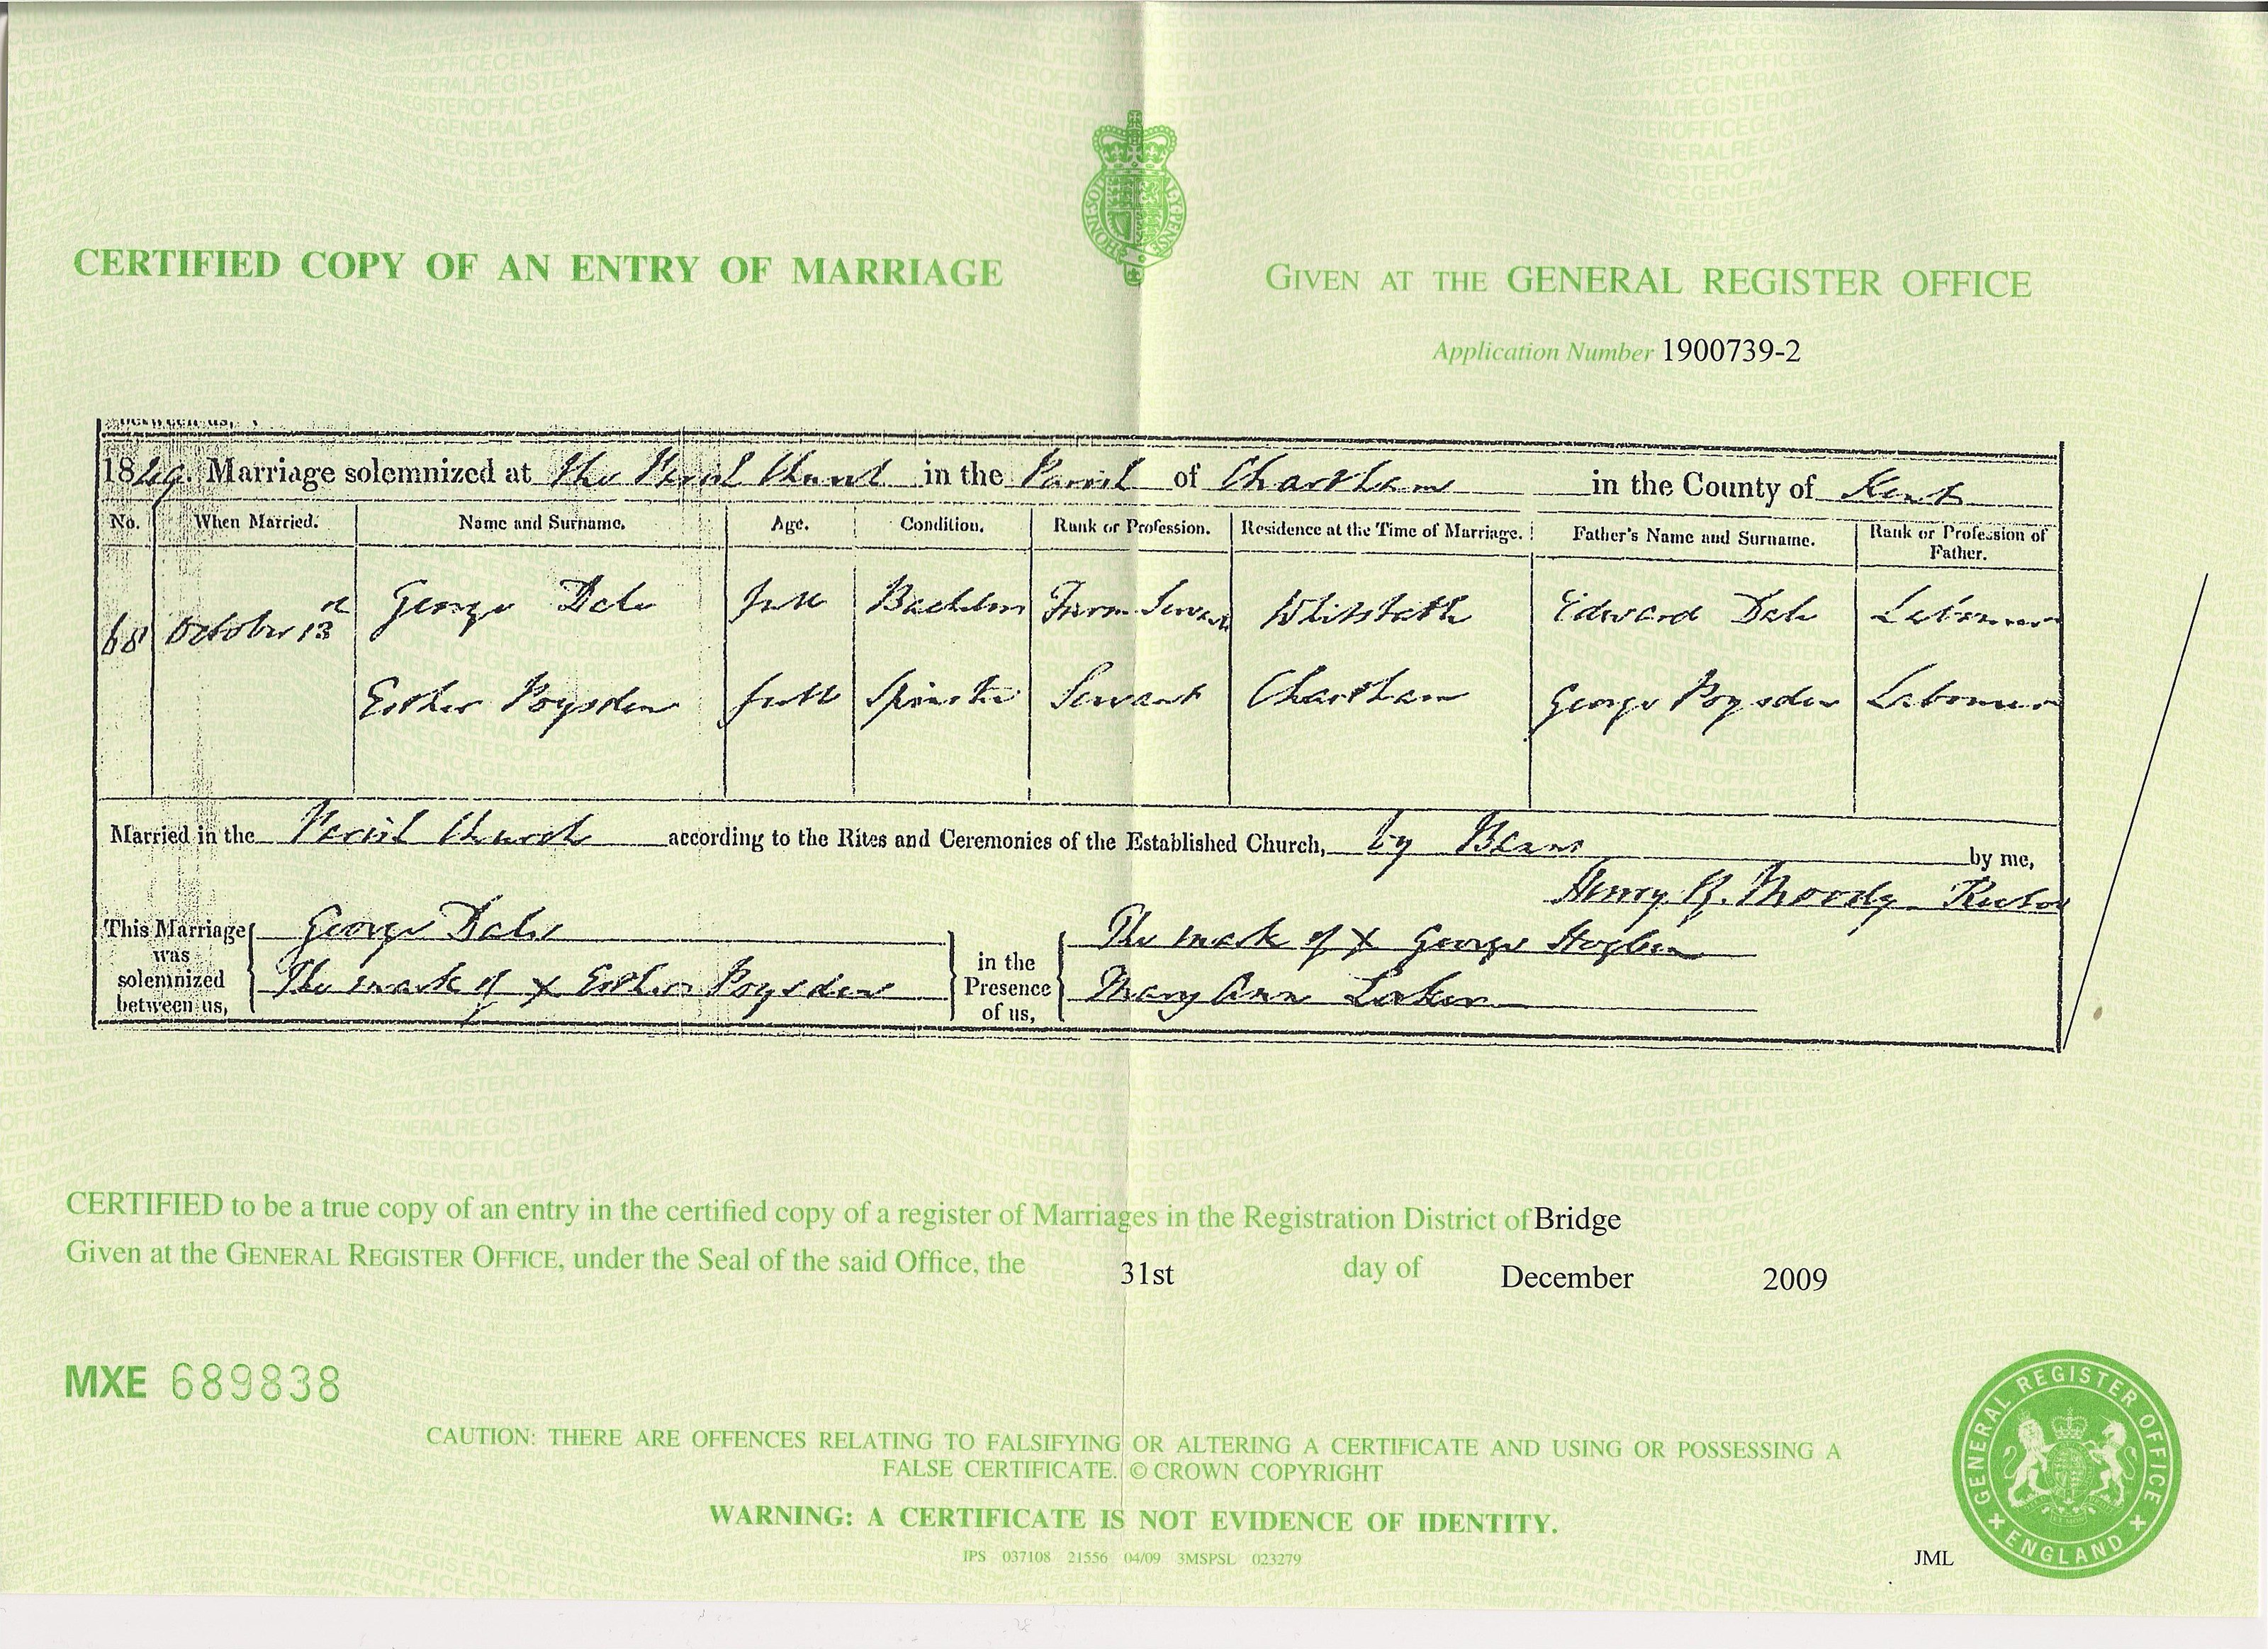 CERTIFIED COPY OF AN ENTRY OF MARRIAGE
GIVEN AT THE GENERAL REGISTER OFFICE
Application Number 1900739-2
between us,
1849. Marriage solemnized at the Parish Church in the Parish of Chartham in the County of Kent
No. When Married. Name and Surname. Age. Condition. Rank or Profession. Residence at the Time of Marriage. Father's Name and Surname. Rank or Profession of Father.
68 October 13 George Dale full Bachelor Farm Servant Whitstable Edward Dale Labourer
Esther Poysden full Spinster Servant Chartham George Poysden Labourer
Married in the Parish Church according to the Rites and Ceremonies of the Established Church, by Banns by me,
Henry R. Moody Rector
This Marriage was solemnized between us,
George Dale
The mark of X Esther Poysden
in the Presence of us,
The mark of X George Hogben
Mary Ann Laker
CERTIFIED to be a true copy of an entry in the certified copy of a register of Marriages in the Registration District of Bridge
Given at the GENERAL REGISTER OFFICE, under the Seal of the said Office, the 31st day of December 2009
MXE 689838
CAUTION: THERE ARE OFFENCES RELATING TO FALSIFYING OR ALTERING A CERTIFICATE AND USING OR POSSESSING A
FALSE CERTIFICATE. © CROWN COPYRIGHT
WARNING: A CERTIFICATE IS NOT EVIDENCE OF IDENTITY.
IPS 037108 21556 04/09 3MSPSL 023279
JML
GENERAL REGISTER OFFICE
ENGLAND